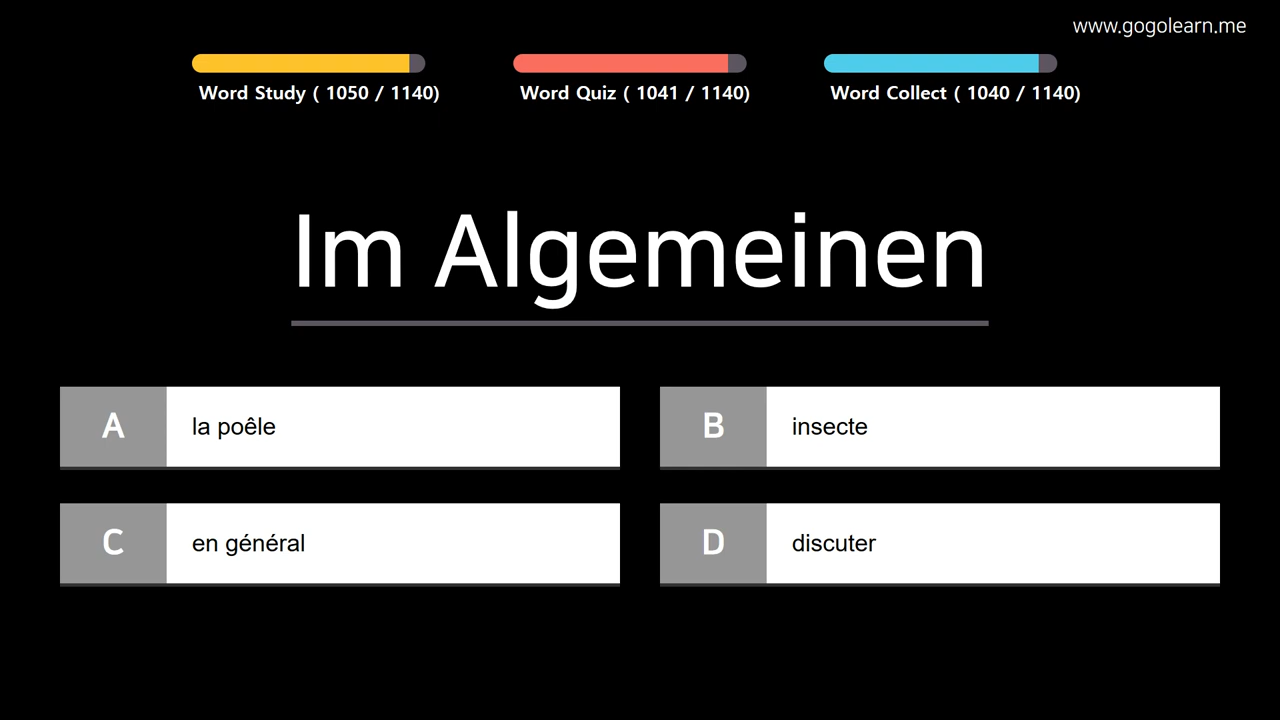 www.gogolearn.me
Word Study ( 1050 / 1140)
Word Quiz ( 1041 / 1140)
Word Collect ( 1040 / 1140)
Im Algemeinen
A
la poêle
B
insecte
C
en général
D
discuter